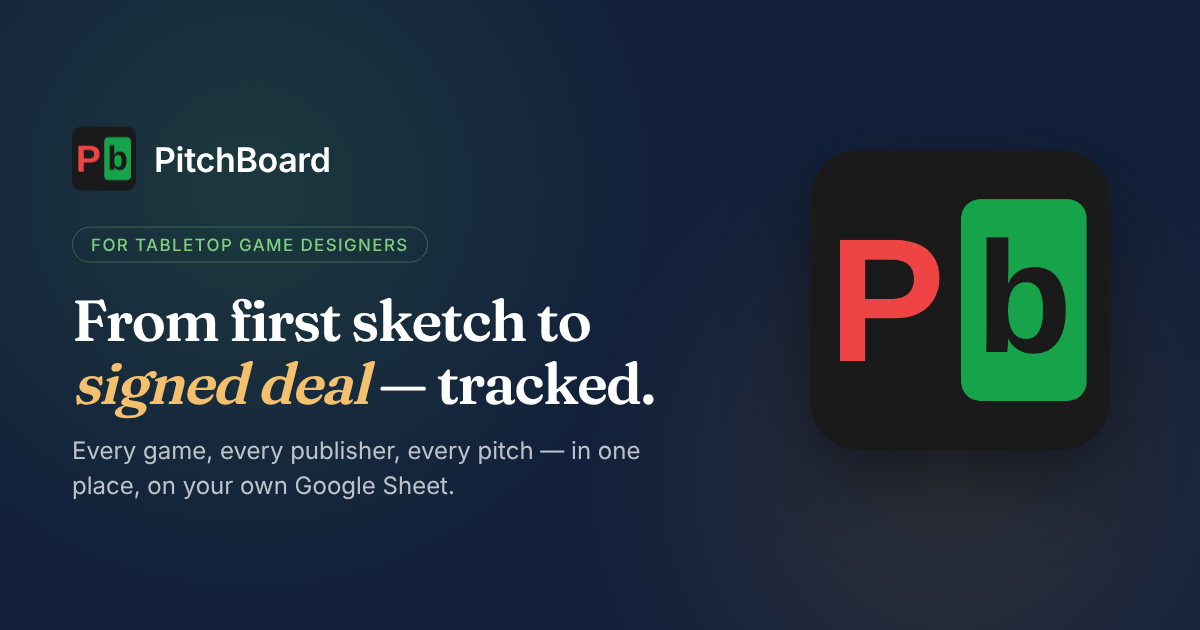 Pb PitchBoard
FOR TABLETOP GAME DESIGNERS
From first sketch to
signed deal — tracked.
Every game, every publisher, every pitch — in one
place, on your own Google Sheet.
Pb